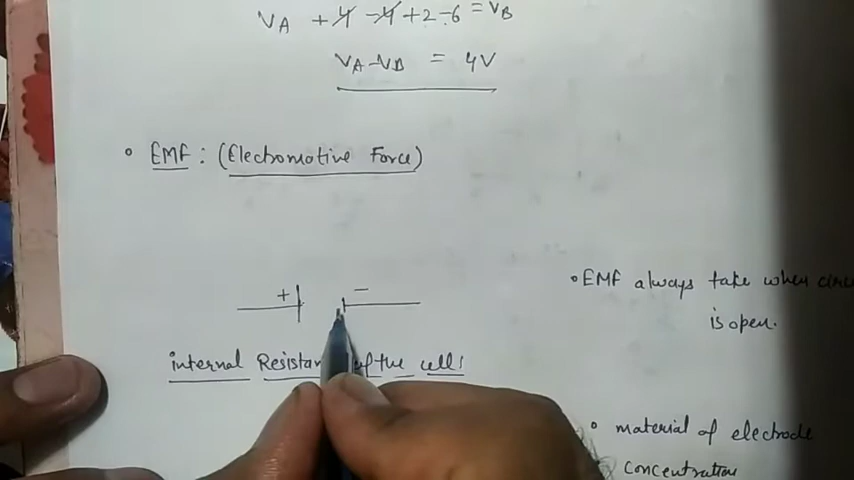 VA + 4 - 4 + 2 - 6 = VB
VA - VB = 4V
• EMF : (Electromotive Force)
+ -
• EMF always take when
is open.
internal of the cell:
• material of electrode
• concentration